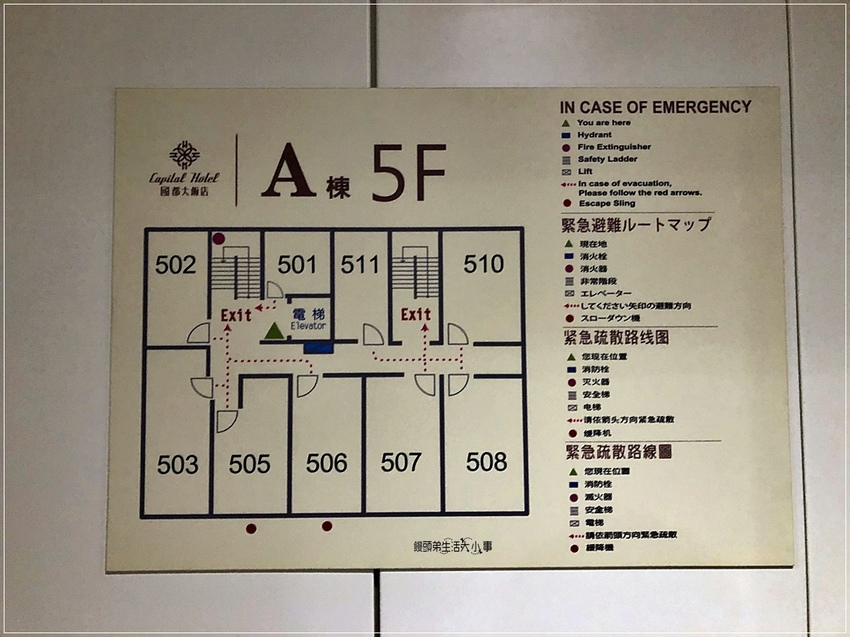 Capital Hotel
國都大飯店
A 棟 5F
502
501
511
510
Exit
電梯
Elevator
Exit
503
505
506
507
508
饅頭弟生活大小事
IN CASE OF EMERGENCY
You are here
Hydrant
Fire Extinguisher
Safety Ladder
Lift
In case of evacuation,
Please follow the red arrows.
Escape Sling
緊急避難ルートマップ
現在地
消火栓
消火器
非常階段
エレベーター
してください矢印の避難方向
スローダウン機
緊急疏散路线图
您現在位置
消防栓
灭火器
安全梯
电梯
请依箭头方向紧急疏散
缓降机
緊急疏散路線圖
您現在位置
消防栓
滅火器
安全梯
電梯
請依箭頭方向緊急疏散
緩降機